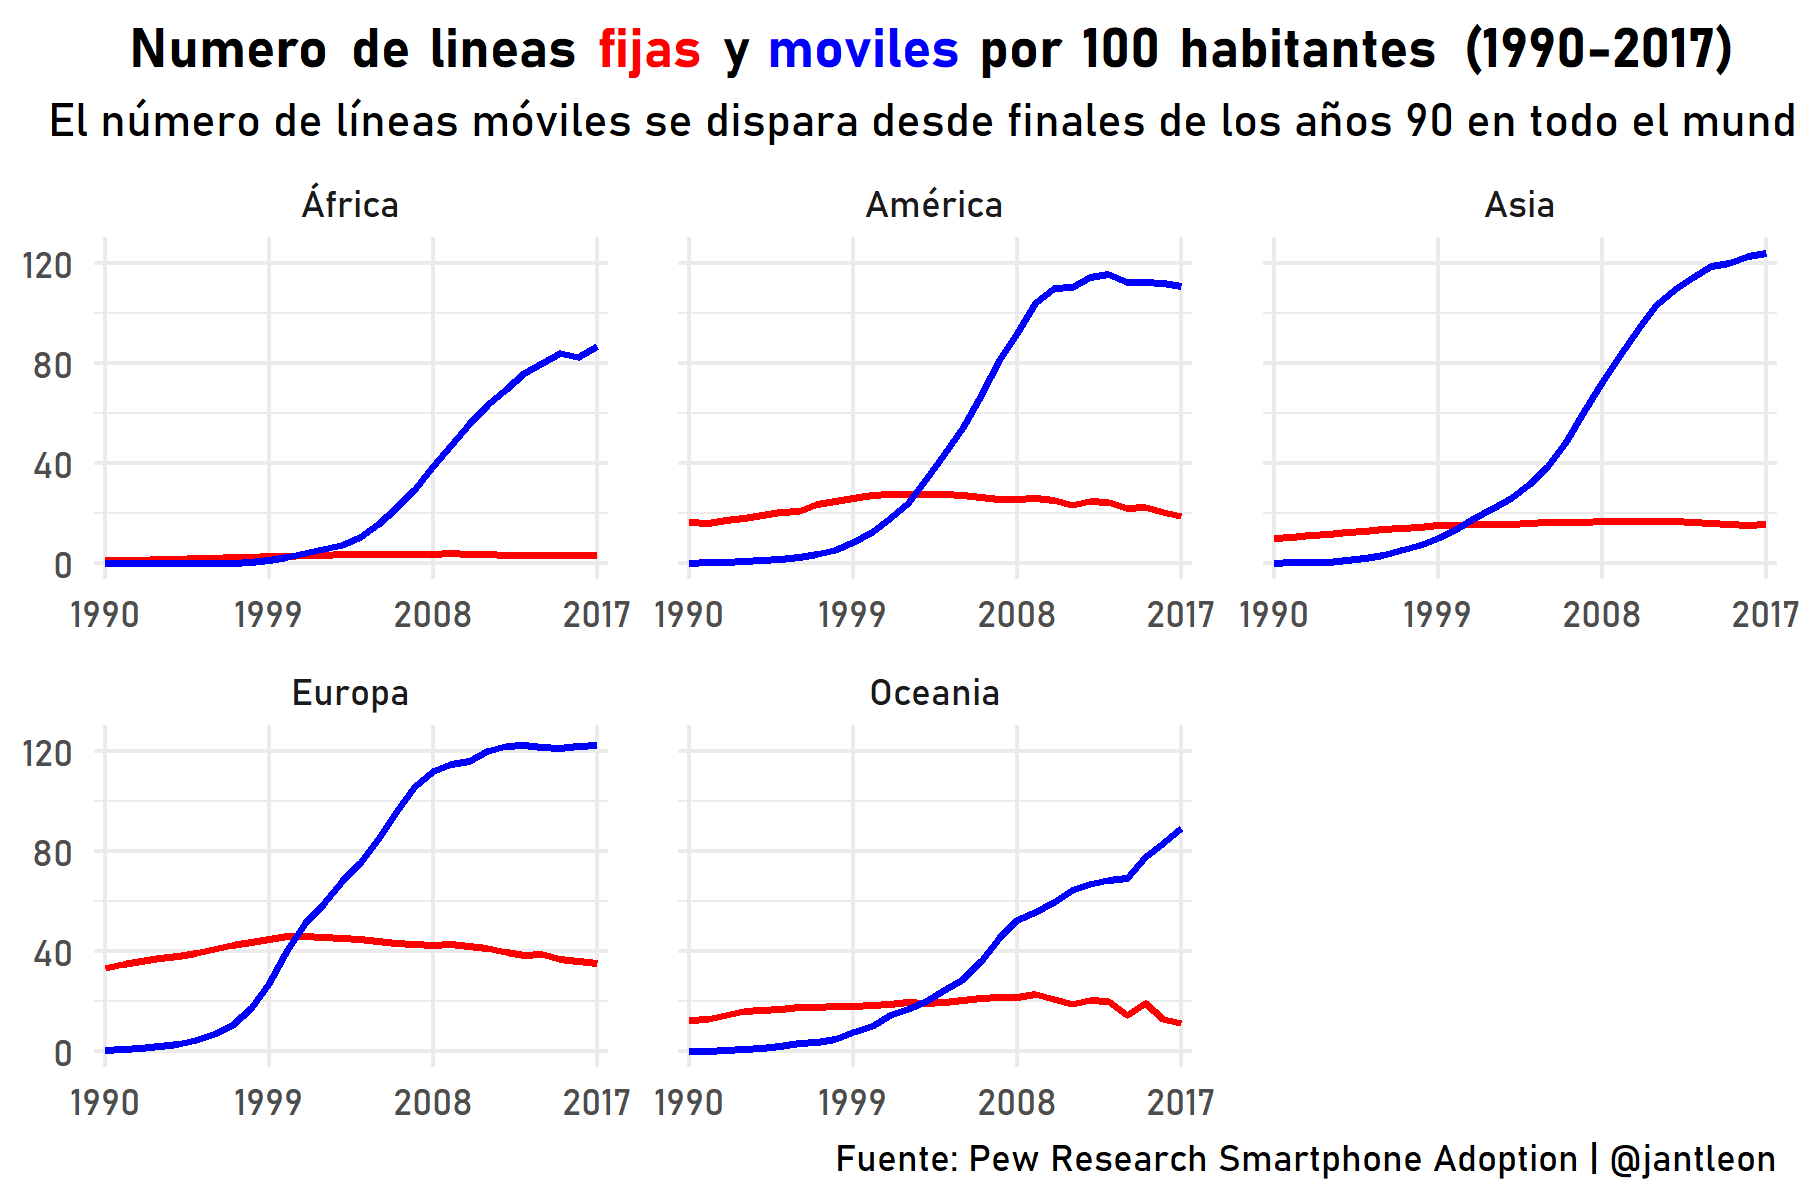 Numero de lineas fijas y moviles por 100 habitantes (1990-2017)
El número de líneas móviles se dispara desde finales de los años 90 en todo el mund
África
América
Asia
120
80
40
0
1990 1999 2008 2017 1990 1999 2008 2017 1990 1999 2008 2017
Europa
Oceania
120
80
40
0
1990 1999 2008 2017 1990 1999 2008 2017
Fuente: Pew Research Smartphone Adoption | @jantleon